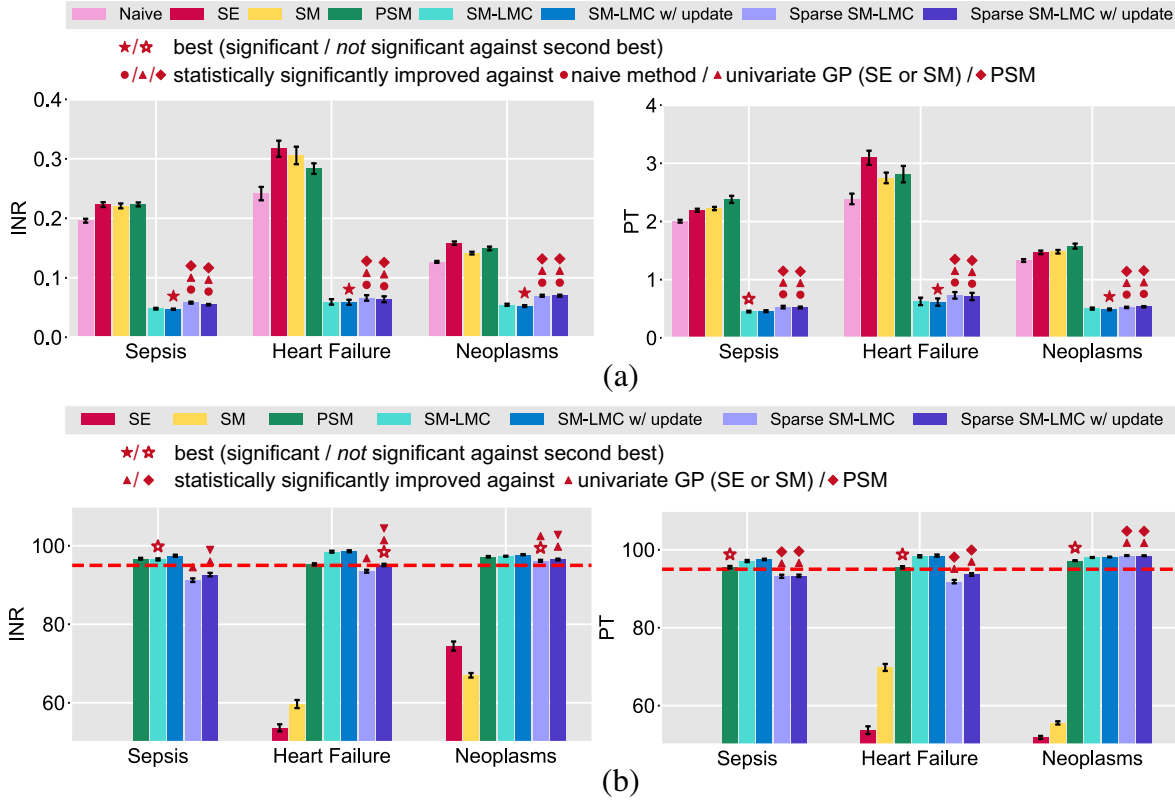 Naive SE SM PSM SM-LMC SM-LMC w/ update Sparse SM-LMC Sparse SM-LMC w/ update
★/☆ best (significant / not significant against second best)
●/▲/◆ statistically significantly improved against ● naive method / ▲ univariate GP (SE or SM) / ◆ PSM
0.4
0.3
0.2
0.1
0.0
INR
Sepsis Heart Failure Neoplasms
4
3
2
1
0
PT
Sepsis Heart Failure Neoplasms
(a)
SE SM PSM SM-LMC SM-LMC w/ update Sparse SM-LMC Sparse SM-LMC w/ update
★/☆ best (significant / not significant against second best)
▲/◆ statistically significantly improved against ▲ univariate GP (SE or SM) / ◆ PSM
100
80
60
INR
Sepsis Heart Failure Neoplasms
100
80
60
PT
Sepsis Heart Failure Neoplasms
(b)